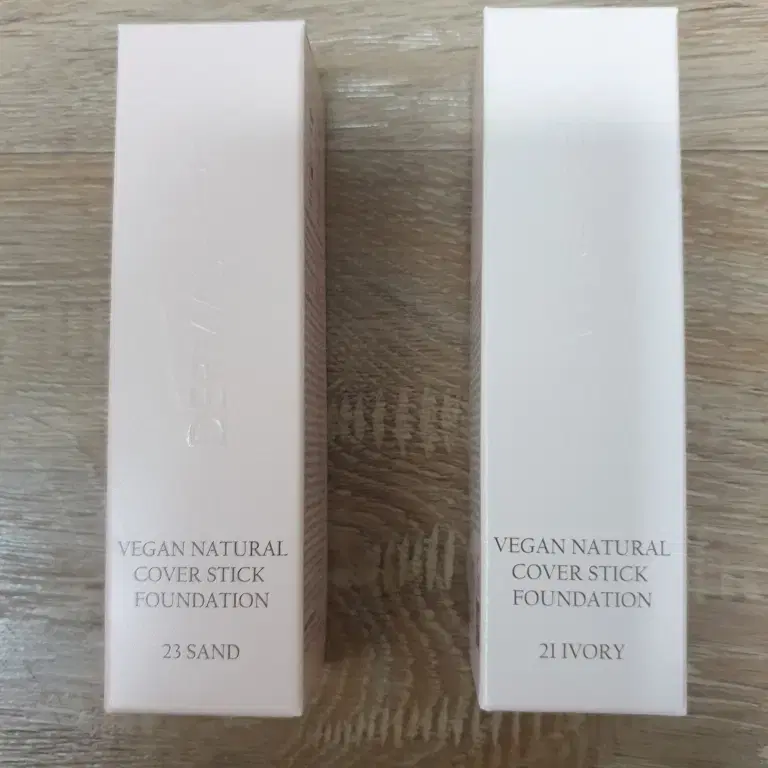 VEGAN NATURAL
COVER STICK
FOUNDATION
23 SAND
VEGAN NATURAL
COVER STICK
FOUNDATION
21 IVORY